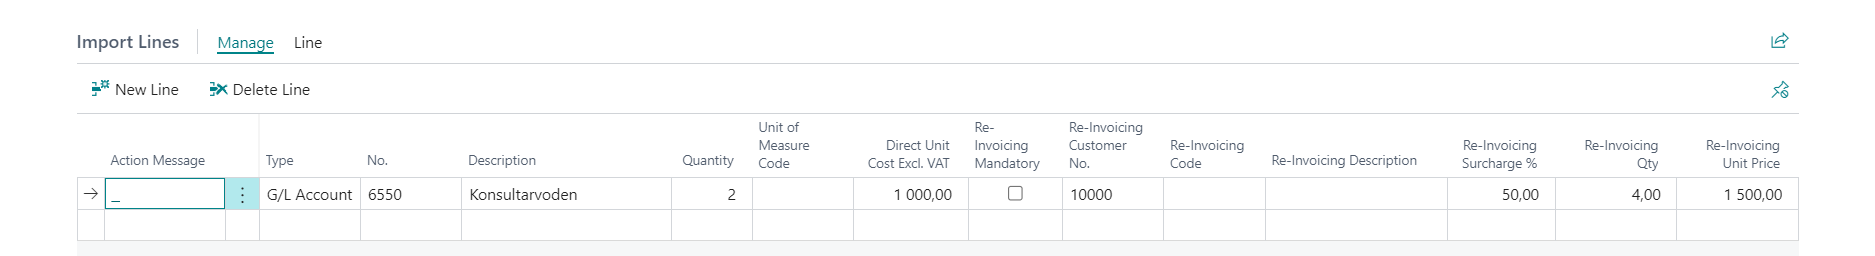 Import Lines Manage Line
New Line Delete Line
Action Message Type No. Description Quantity Unit of Measure Code Direct Unit Cost Excl. VAT Re-Invoicing Mandatory Re-Invoicing Customer No. Re-Invoicing Code Re-Invoicing Description Re-Invoicing Surcharge % Re-Invoicing Qty Re-Invoicing Unit Price
_ G/L Account 6550 Konsultarvoden 2 1 000,00 10000 50,00 4,00 1 500,00